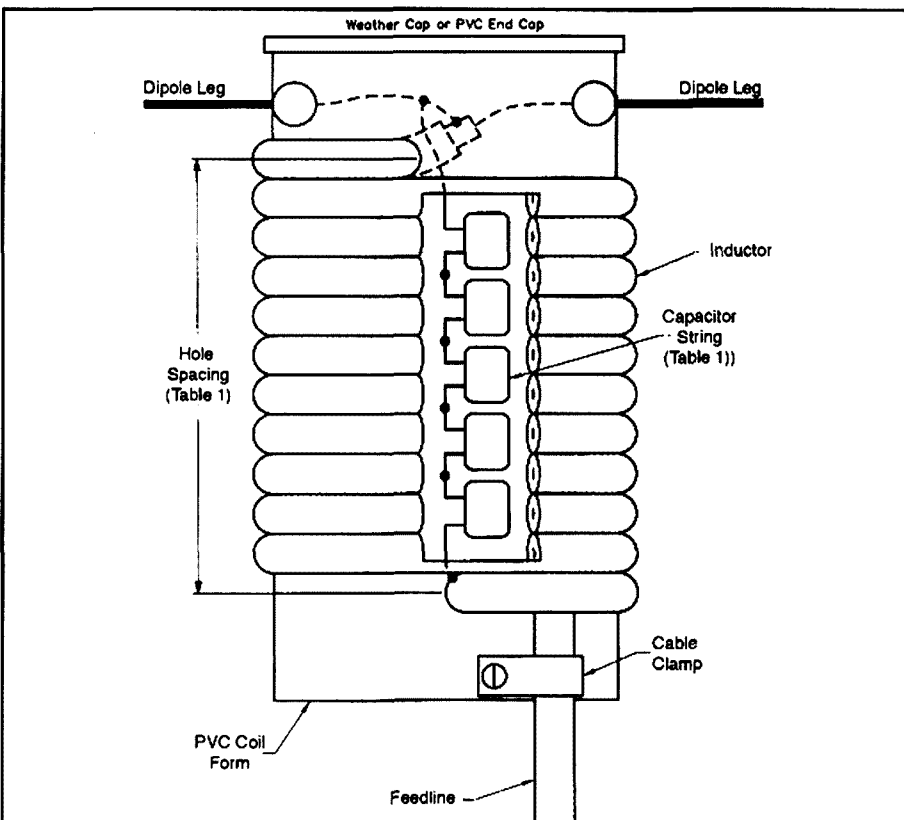 Weather Cap or PVC End Cap
Dipole Leg
Dipole Leg
Inductor
Capacitor
String
(Table 1))
Hole
Spacing
(Table 1)
Cable
Clamp
PVC Coil
Form
Feedline